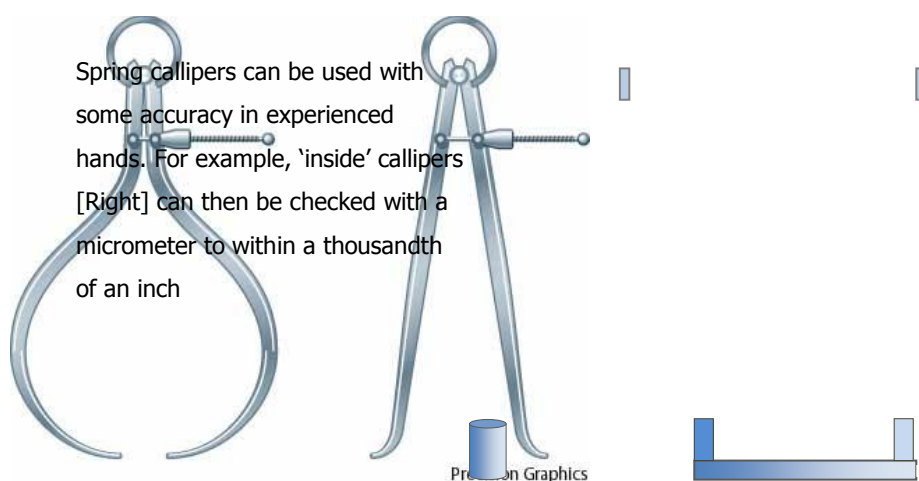 Spring callipers can be used with
some accuracy in experienced
hands. For example, ‘inside’ callipers
[Right] can then be checked with a
micrometer to within a thousandth
of an inch
Graphics